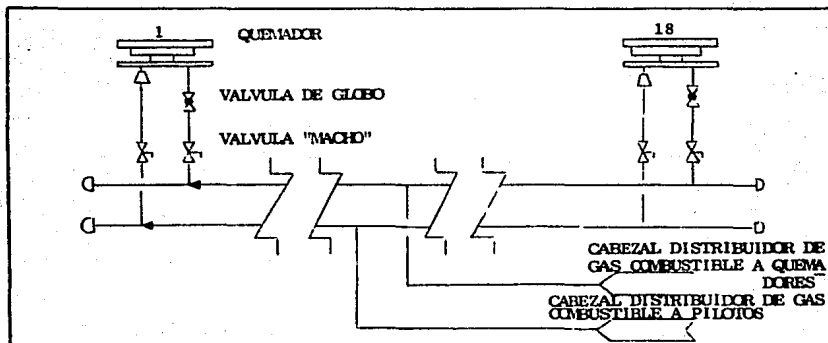 1 QUEMADOR 18
VALVULA DE GLOBO
VALVULA "MACHO"
CABEZAL DISTRIBUIDOR DE
GAS COMBUSTIBLE A QUEMA
DORES
CABEZAL DISTRIBUIDOR DE GAS
COMBUSTIBLE A PILOTOS